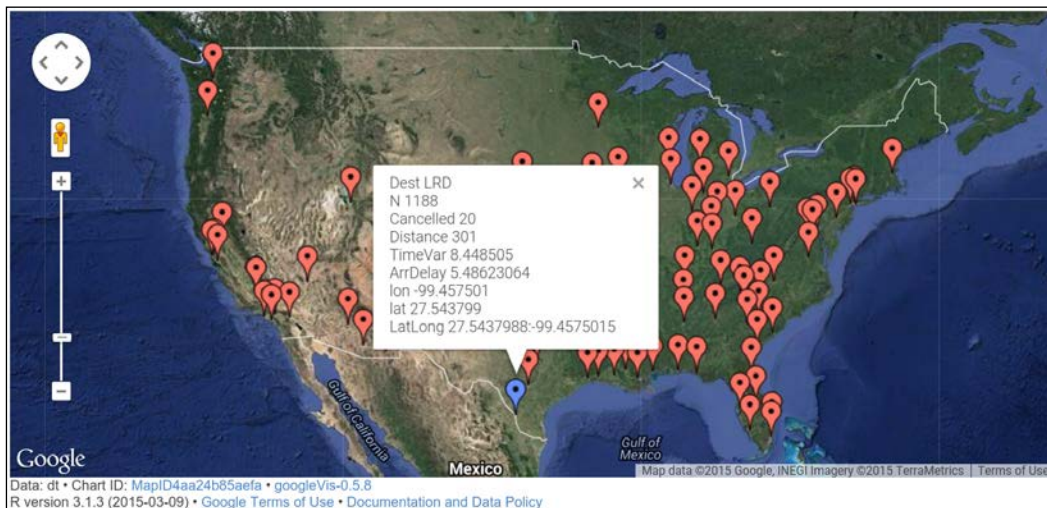 Dest LRD
N 1188
Cancelled 20
Distance 301
TimeVar 8.448505
ArrDelay 5.48623064
lon -99.457501
lat 27.543799
LatLong 27.5437988:-99.4575015
Gulf of California
Gulf of
Mexico
Mexico
Google
Map data ©2015 Google, INEGI Imagery ©2015 TerraMetrics | Terms of Use
Data: dt • Chart ID: MapID4aa24b85aefa • googleVis-0.5.8
R version 3.1.3 (2015-03-09) • Google Terms of Use • Documentation and Data Policy